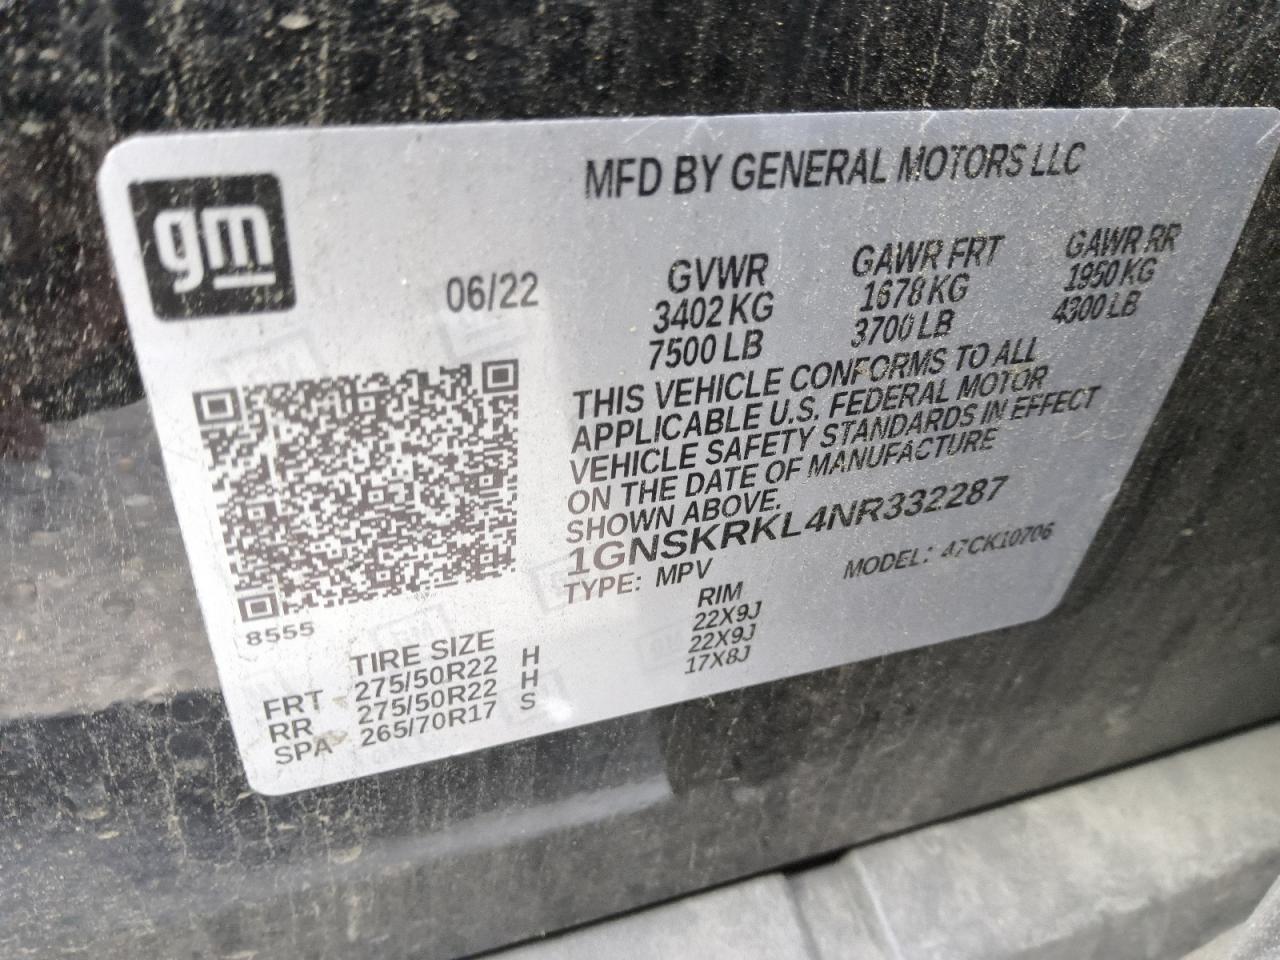 MFD BY GENERAL MOTORS LLC
gm
06/22
GVWR GAWR FRT GAWR RR
3402 KG 1678 KG 1950 KG
7500 LB 3700 LB 4300 LB
THIS VEHICLE CONFORMS TO ALL
APPLICABLE U.S. FEDERAL MOTOR
VEHICLE SAFETY STANDARDS IN EFFECT
ON THE DATE OF MANUFACTURE
SHOWN ABOVE.
1GNSKRKL4NR332287
TYPE: MPV MODEL: 47CK10706
8555
TIRE SIZE RIM
FRT 275/50R22 H 22X9J
RR 275/50R22 H 22X9J
SPA 265/70R17 S 17X8J